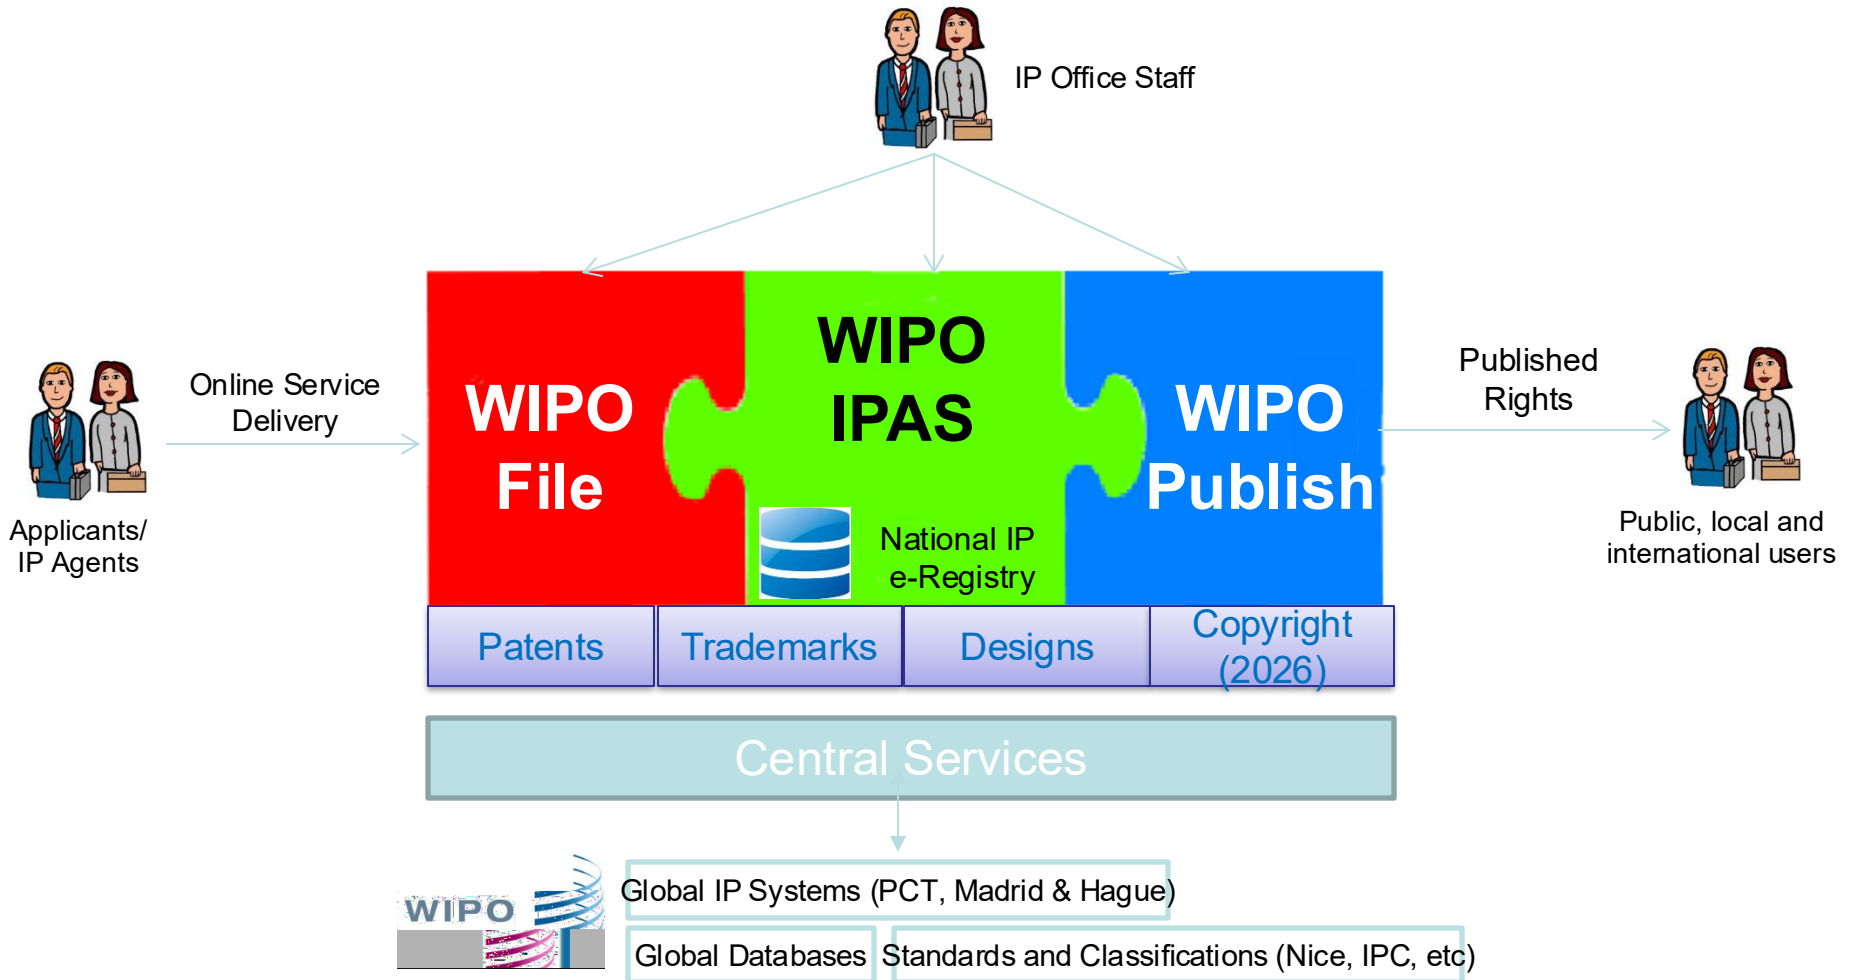 IP Office Staff
Online Service
Delivery
Applicants/
IP Agents
WIPO
File
WIPO
IPAS
National IP
e-Registry
WIPO
Publish
Published
Rights
Public, local and
international users
Patents
Trademarks
Designs
Copyright
(2026)
Central Services
WIPO
Global IP Systems (PCT, Madrid & Hague)
Global Databases
Standards and Classifications (Nice, IPC, etc)